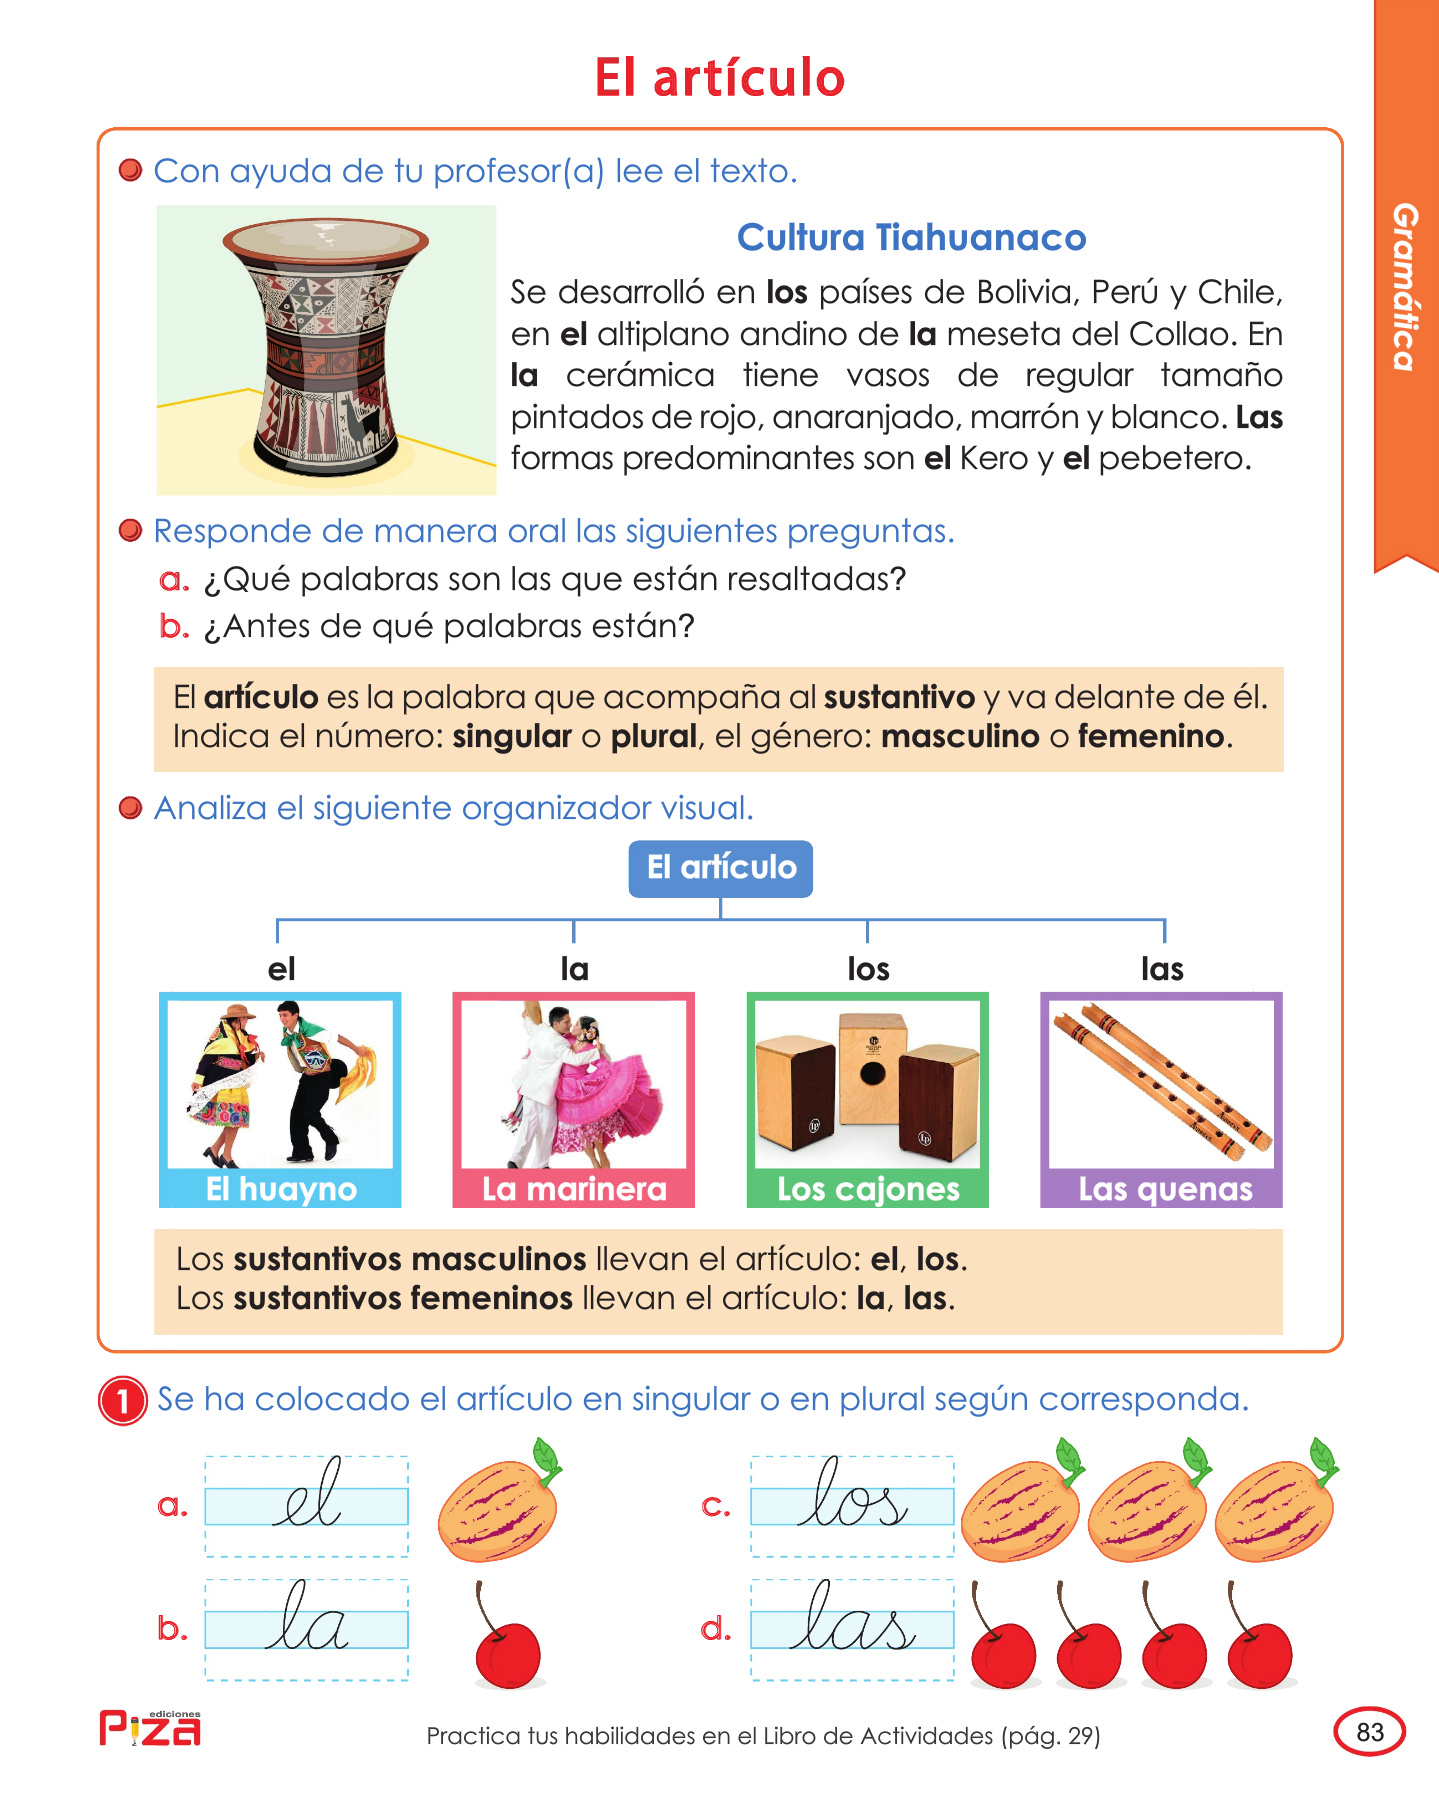 El artículo
Gramática
Con ayuda de tu profesor(a) lee el texto.
Cultura Tiahuanaco
Se desarrolló en los países de Bolivia, Perú y Chile,
en el altiplano andino de la meseta del Collao. En
la cerámica tiene vasos de regular tamaño
pintados de rojo, anaranjado, marrón y blanco. Las
formas predominantes son el Kero y el pebetero.
Responde de manera oral las siguientes preguntas.
a. ¿Qué palabras son las que están resaltadas?
b. ¿Antes de qué palabras están?
El artículo es la palabra que acompaña al sustantivo y va delante de él.
Indica el número: singular o plural, el género: masculino o femenino.
Analiza el siguiente organizador visual.
El artículo
el la los las
El huayno La marinera Los cajones Las quenas
Los sustantivos masculinos llevan el artículo: el, los.
Los sustantivos femeninos llevan el artículo: la, las.
1 Se ha colocado el artículo en singular o en plural según corresponda.
a. el c. los
b. la d. las
ediciones
PIZA
Practica tus habilidades en el Libro de Actividades (pág. 29)
83